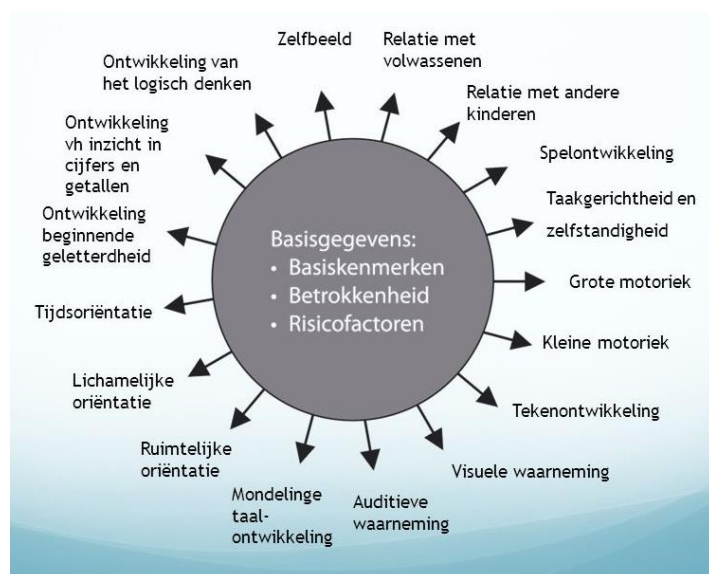 Zelfbeeld
Relatie met
volwassenen
Relatie met andere
kinderen
Spelontwikkeling
Taakgerichtheid en
zelfstandigheid
Grote motoriek
Kleine motoriek
Tekenontwikkeling
Visuele waarneming
Auditieve
waarneming
Mondelinge
taal-
ontwikkeling
Ruimtelijke
oriëntatie
Lichamelijke
oriëntatie
Tijdsoriëntatie
Ontwikkeling
beginnende
geletterdheid
Ontwikkeling
vh inzicht in
cijfers en
getallen
Ontwikkeling van
het logisch denken
Basisgegevens:
• Basiskenmerken
• Betrokkenheid
• Risicofactoren